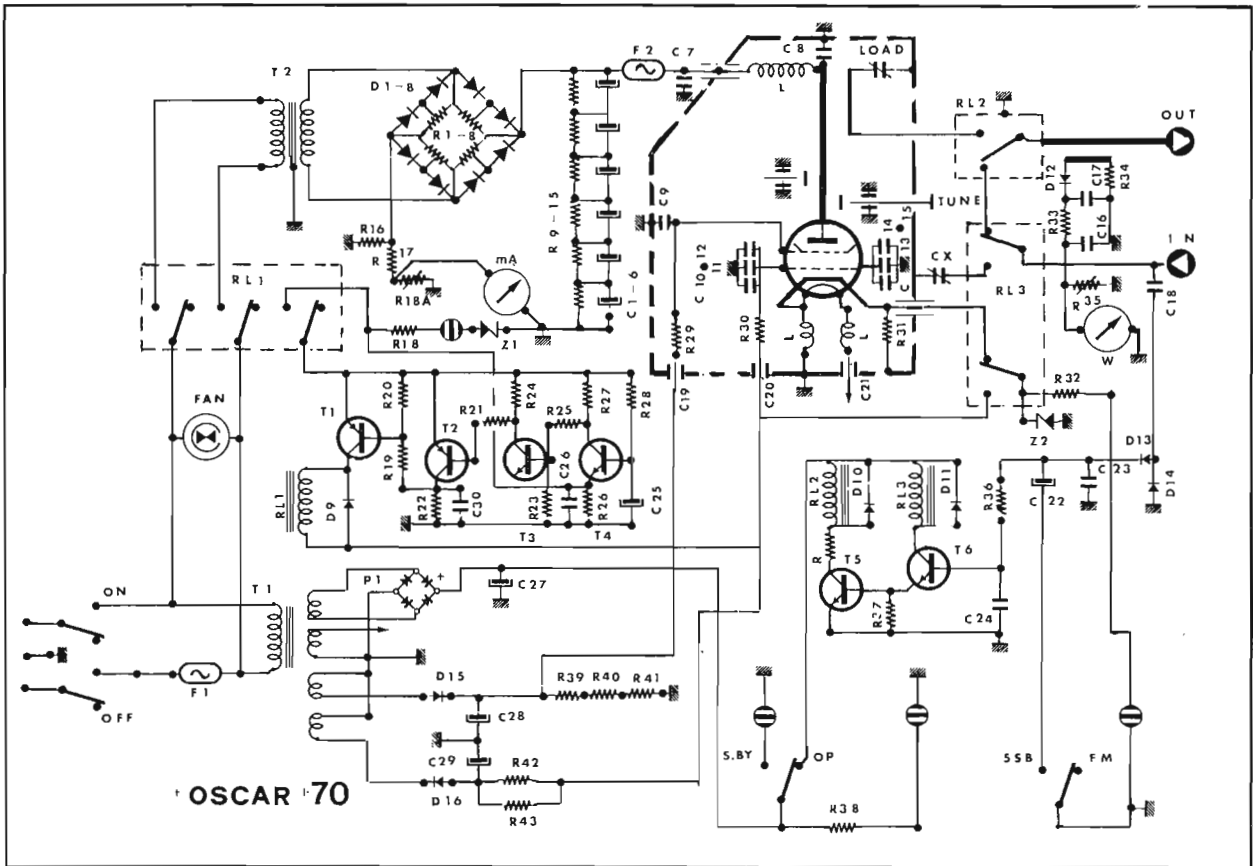 F2
C7
C8
LOAD
T2
D1-8
L
RL2
OUT
R1-8
D12
C17
R34
C9
TUNE
R33
C16
R9-15
R16
R17
mA
C10•12
11
14
•15
13
C
CX
IN
RL1
R18A
C1-6
RL3
R35
C18
R18
Z1
R29
R30
L
L
R31
W
C19
C20
C21
R32
FAN
R20
R24
R27
R28
T1
R21
R25
Z2
T2
D13
R19
C26
RL2
D10
RL3
D11
R36
C22
C23
D14
RL1
D9
R22
C30
R23
R26
C25
T3
T4
R
T5
T6
P1
+
C27
ON
T1
R37
C24
F1
D15
R39
R40
R41
OFF
C28
S.BY
OP
SSB
FM
C29
R42
D16
OSCAR 70
R43
R38